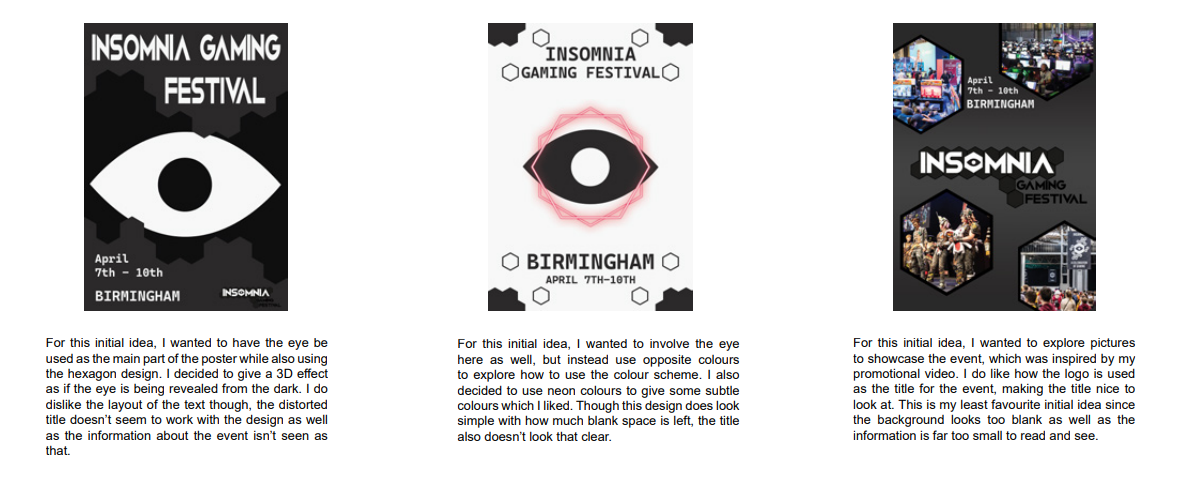 INSOMNIA GAMING
FESTIVAL
April
7th - 10th
BIRMINGHAM
INSOMNIA
GAMING FESTIVAL
INSOMNIA
GAMING FESTIVAL
BIRMINGHAM
APRIL 7TH-10TH
April
7th - 10th
BIRMINGHAM
INSOMNIA
GAMING
FESTIVAL
For this initial idea, I wanted to have the eye be
used as the main part of the poster while also using
the hexagon design. I decided to give a 3D effect
as if the eye is being revealed from the dark. I do
dislike the layout of the text though, the distorted
title doesn't seem to work with the design as well
as the information about the event isn't seen as
that.
For this initial idea, I wanted to involve the eye
here as well, but instead use opposite colours
to explore how to use the colour scheme. I also
decided to use neon colours to give some subtle
colours which I liked. Though this design does look
simple with how much blank space is left, the title
also doesn't look that clear.
For this initial idea, I wanted to explore pictures
to showcase the event, which was inspired by my
promotional video. I do like how the logo is used
as the title for the event, making the title nice to
look at. This is my least favourite initial idea since
the background looks too blank as well as the
information is far too small to read and see.